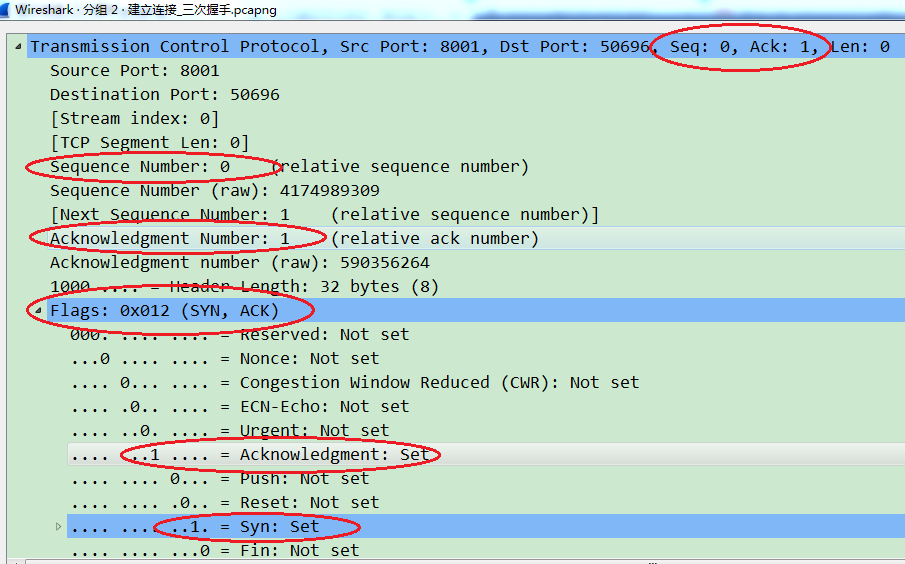 Wireshark · 分组 2 · 建立连接_三次握手.pcapng
Transmission Control Protocol, Src Port: 8001, Dst Port: 50696, Seq: 0, Ack: 1, Len: 0
Source Port: 8001
Destination Port: 50696
[Stream index: 0]
[TCP Segment Len: 0]
Sequence Number: 0 (relative sequence number)
Sequence Number (raw): 4174989309
[Next Sequence Number: 1 (relative sequence number)]
Acknowledgment Number: 1 (relative ack number)
Acknowledgment number (raw): 590356264
1000 .... = Header Length: 32 bytes (8)
Flags: 0x012 (SYN, ACK)
000. .... .... = Reserved: Not set
...0 .... .... = Nonce: Not set
.... 0... .... = Congestion Window Reduced (CWR): Not set
.... .0.. .... = ECN-Echo: Not set
.... ..0. .... = Urgent: Not set
.... ...1 .... = Acknowledgment: Set
.... .... 0... = Push: Not set
.... .... .0.. = Reset: Not set
.... .... ..1. = Syn: Set
.... .... ...0 = Fin: Not set